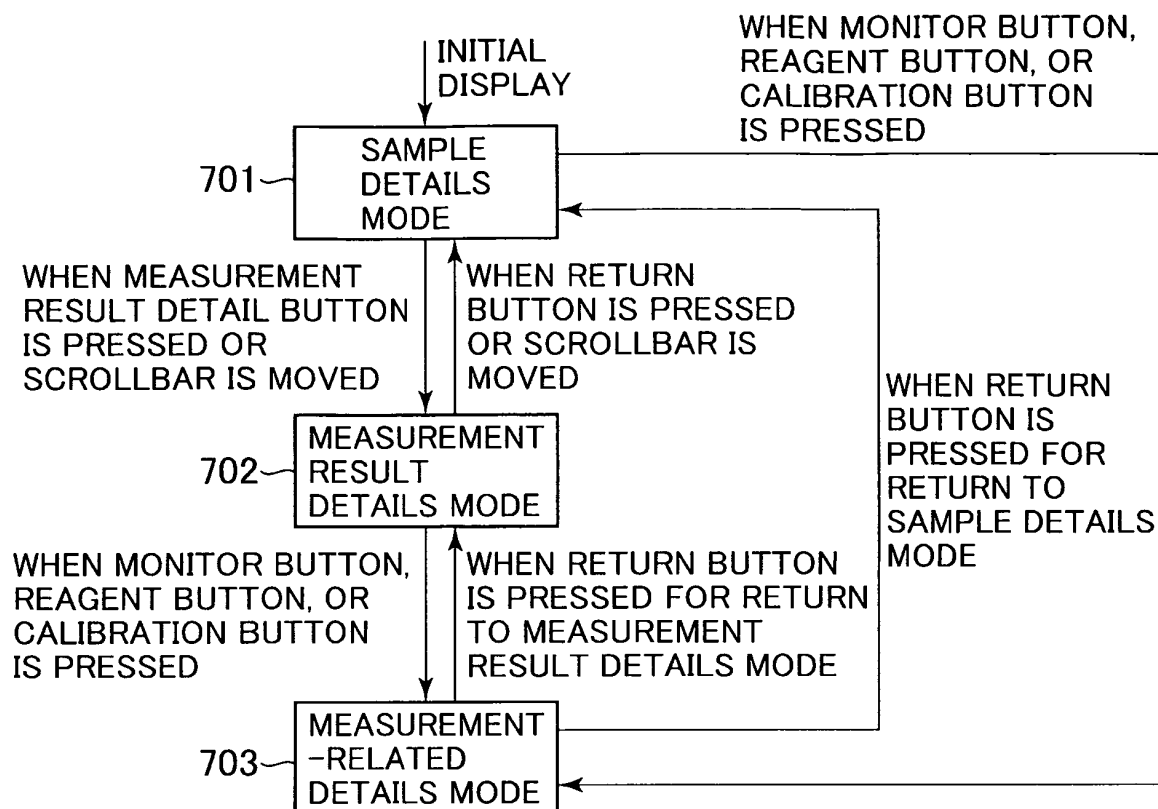 INITIAL
DISPLAY
WHEN MONITOR BUTTON,
REAGENT BUTTON, OR
CALIBRATION BUTTON
IS PRESSED
701
SAMPLE
DETAILS
MODE
WHEN MEASUREMENT
RESULT DETAIL BUTTON
IS PRESSED OR
SCROLLBAR IS MOVED
WHEN RETURN
BUTTON IS PRESSED
OR SCROLLBAR IS
MOVED
WHEN RETURN
BUTTON IS
PRESSED FOR
RETURN TO
SAMPLE DETAILS
MODE
702
MEASUREMENT
RESULT
DETAILS MODE
WHEN MONITOR BUTTON,
REAGENT BUTTON, OR
CALIBRATION BUTTON
IS PRESSED
WHEN RETURN BUTTON
IS PRESSED FOR RETURN
TO MEASUREMENT
RESULT DETAILS MODE
703
MEASUREMENT
-RELATED
DETAILS MODE